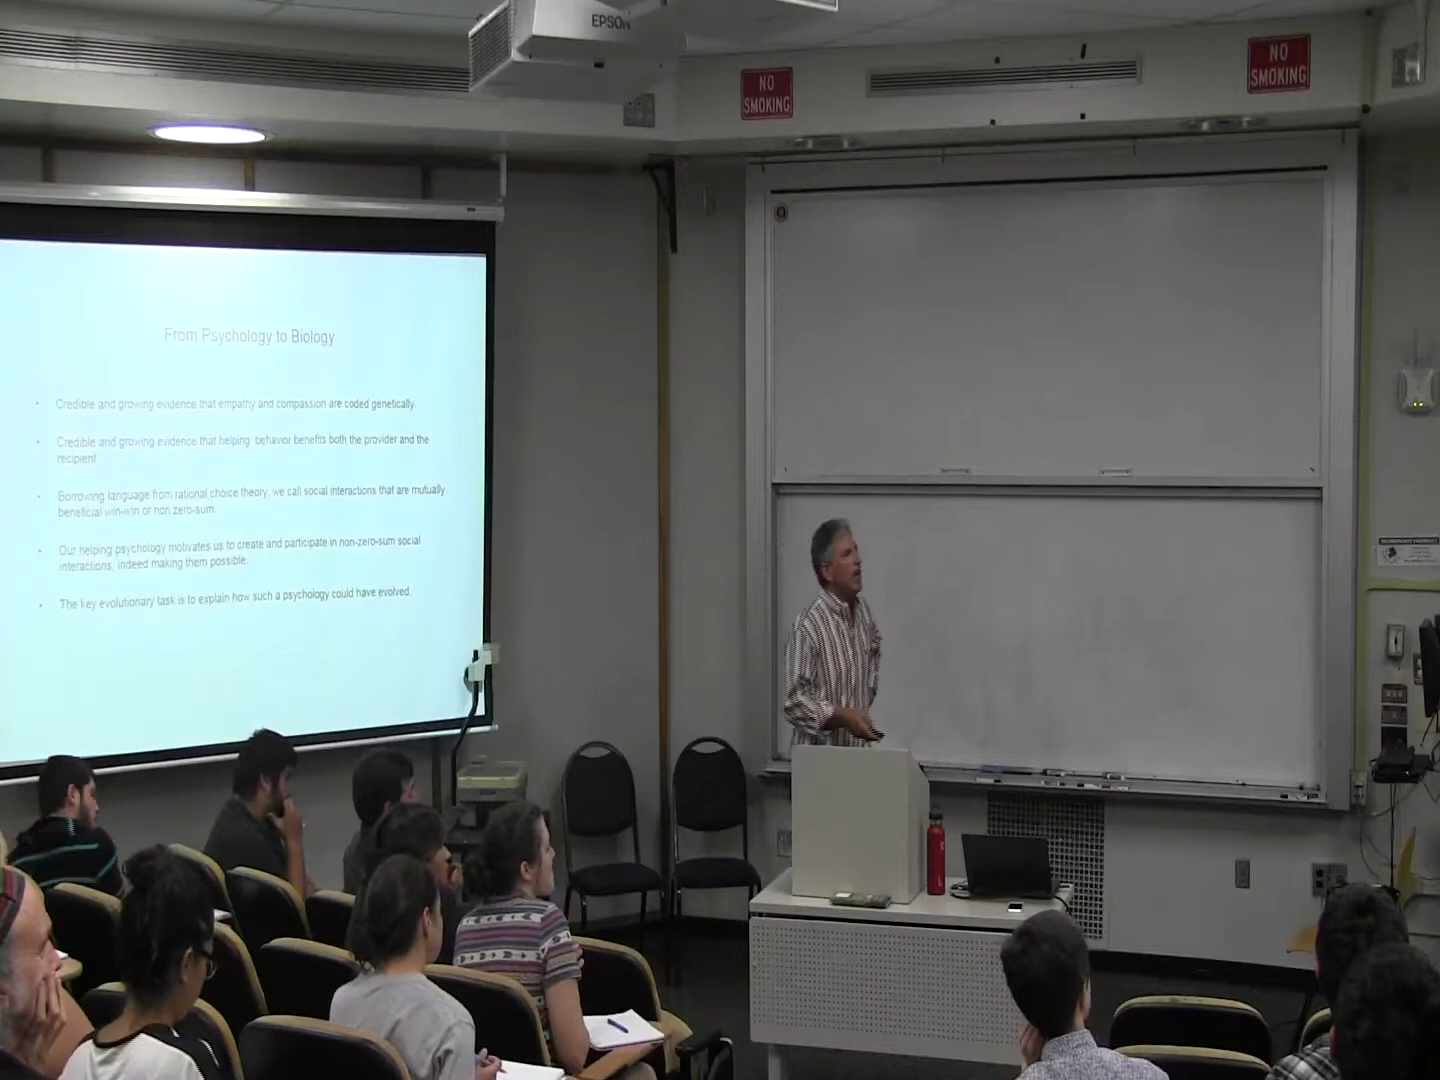 EPSON
NO
SMOKING
NO
SMOKING
From Psychology to Biology
• Credible and growing evidence that empathy and compassion are coded genetically.
• Credible and growing evidence that helping behavior benefits both the provider and the
recipient
• Borrowing language from rational choice theory, we call social interactions that are mutually
beneficial win-win or non zero-sum.
• Our helping psychology motivates us to create and participate in non-zero-sum social
interactions, indeed making them possible.
• The key evolutionary task is to explain how such a psychology could have evolved.